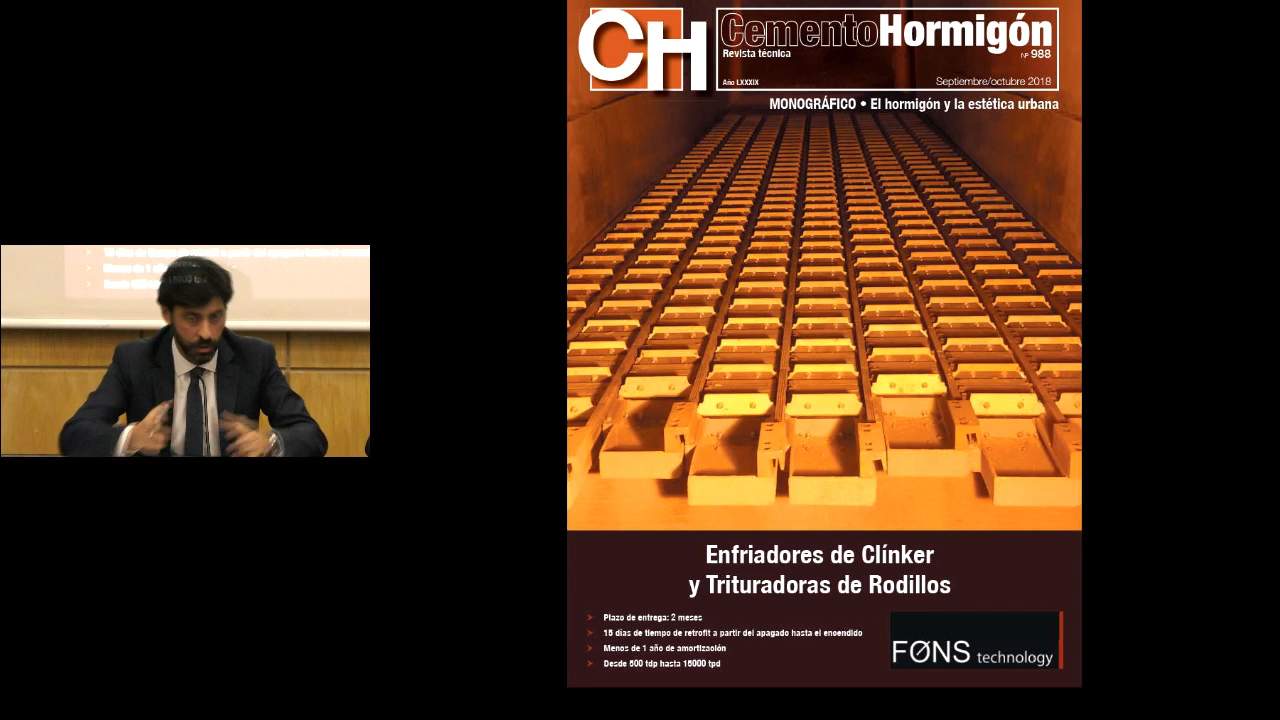 CH
CementoHormigón
Revista técnica
Nº 988
Año LXXXIX
Septiembre/octubre 2018
MONOGRÁFICO • El hormigón y la estética urbana
Enfriadores de Clínker
y Trituradoras de Rodillos
Plazo de entrega: 2 meses
15 días de tiempo de retrofit a partir del apagado hasta el encendido
Menos de 1 año de amortización
Desde 500 tdp hasta 15000 tpd
FØNS technology